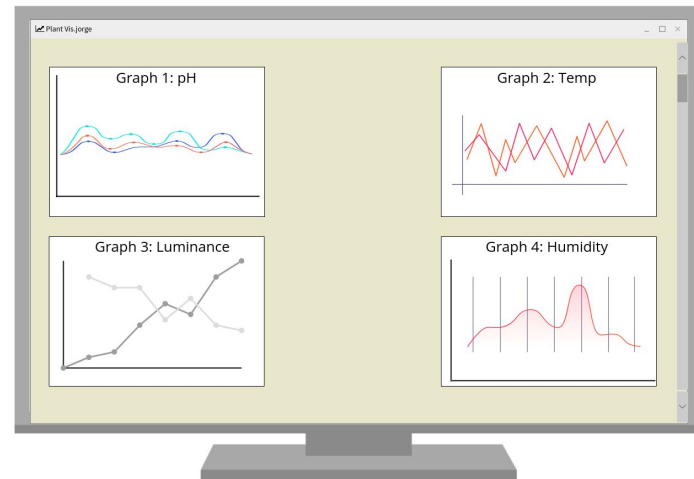 Plant Vis.jorge
Graph 1: pH
Graph 2: Temp
Graph 3: Luminance
Graph 4: Humidity